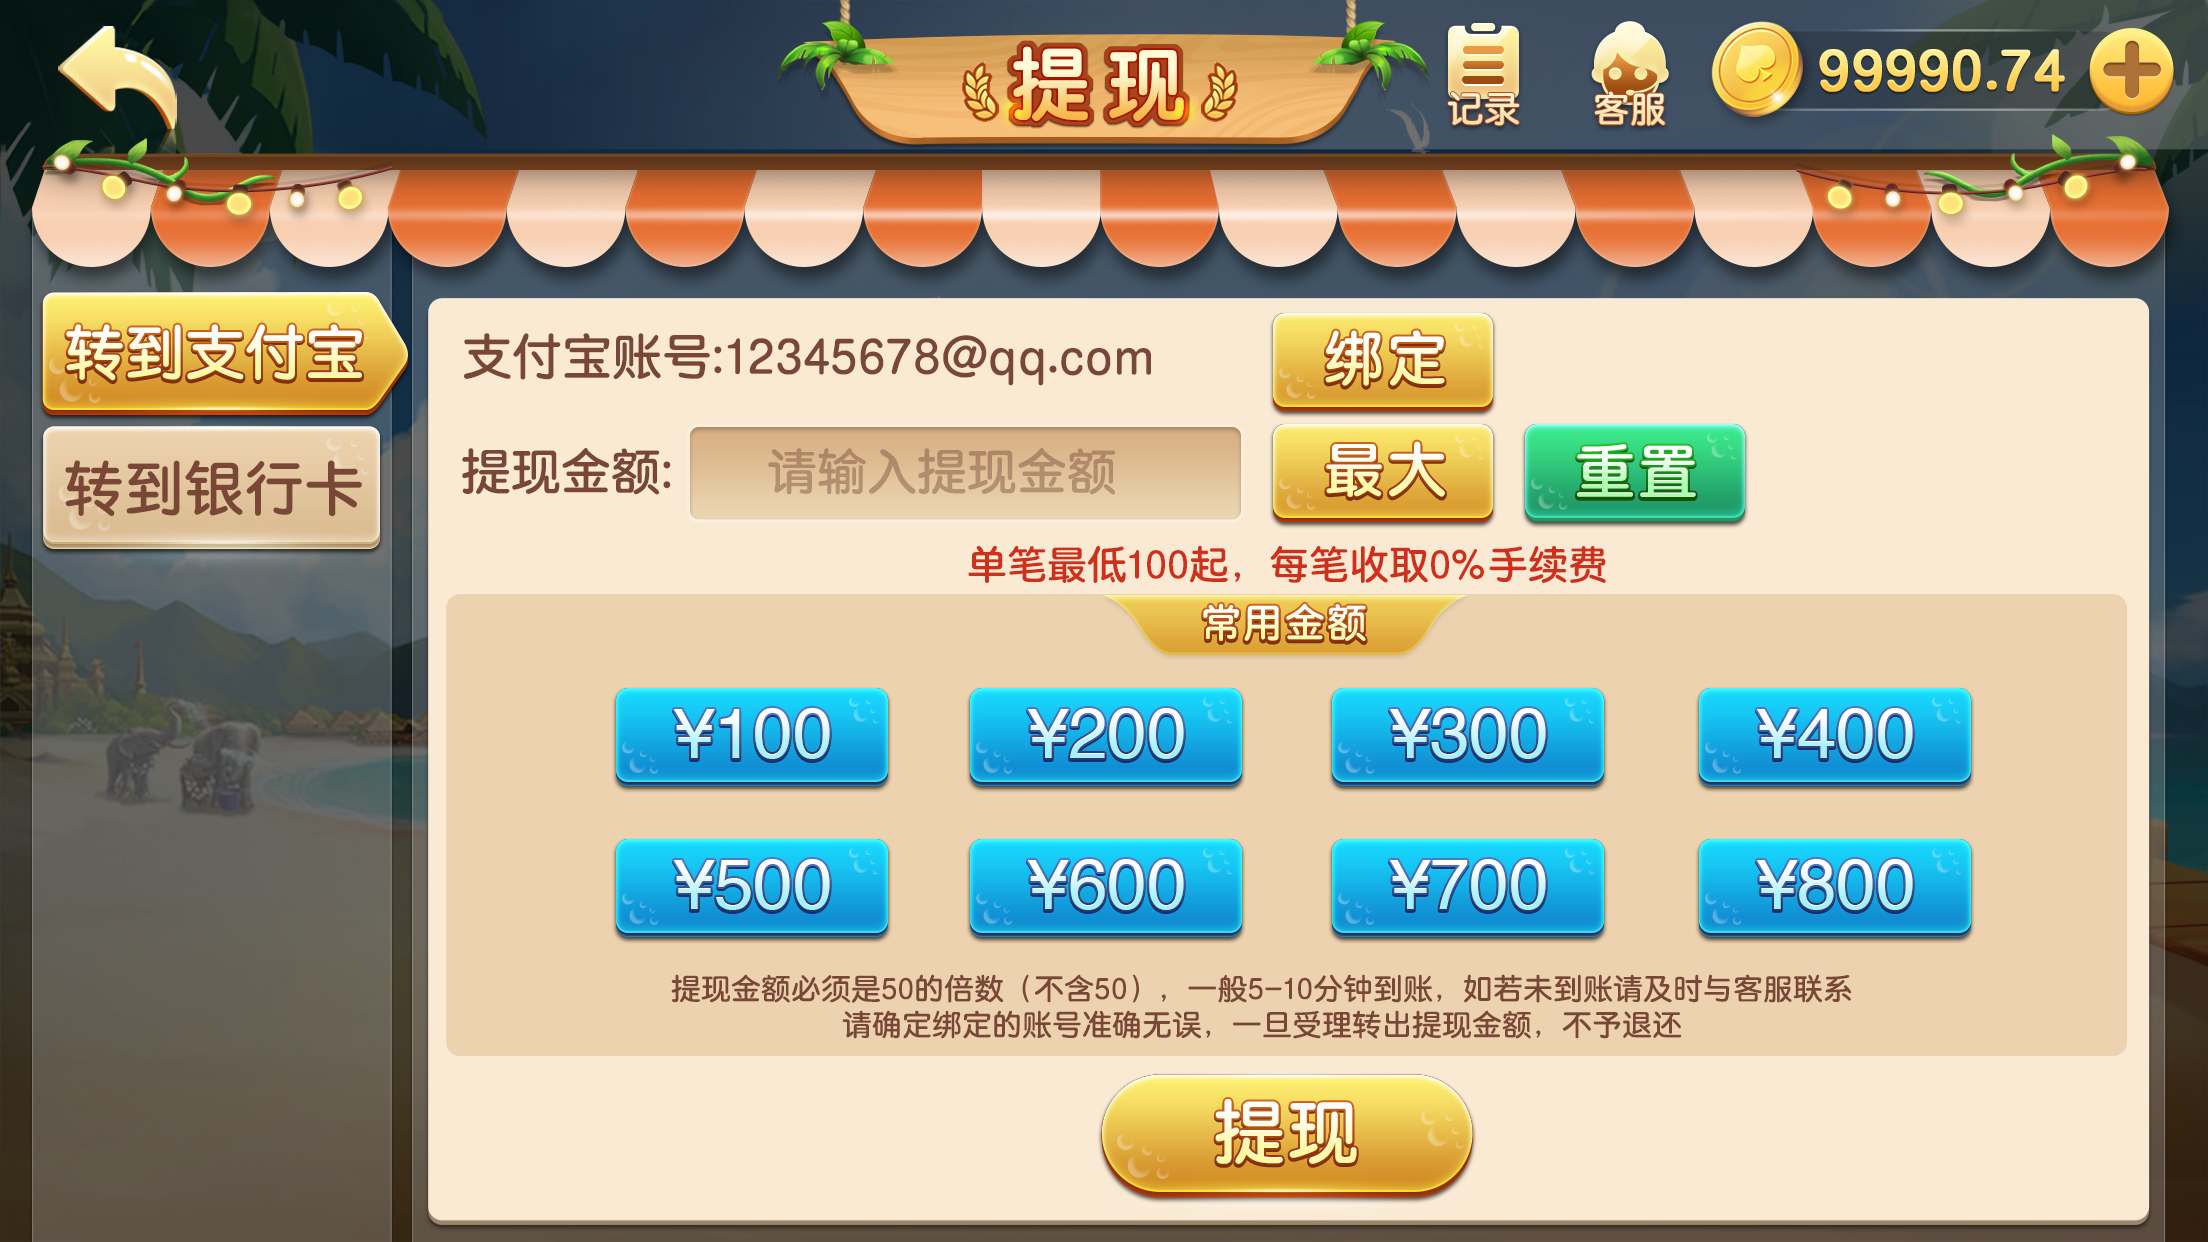 提现
记录
客服
99990.74
转到支付宝
转到银行卡
支付宝账号:12345678@qq.com
绑定
提现金额:
请输入提现金额
最大
重置
单笔最低100起，每笔收取0%手续费
常用金额
¥100
¥200
¥300
¥400
¥500
¥600
¥700
¥800
提现金额必须是50的倍数（不含50），一般5-10分钟到账，如若未到账请及时与客服联系
请确定绑定的账号准确无误，一旦受理转出提现金额，不予退还
提现